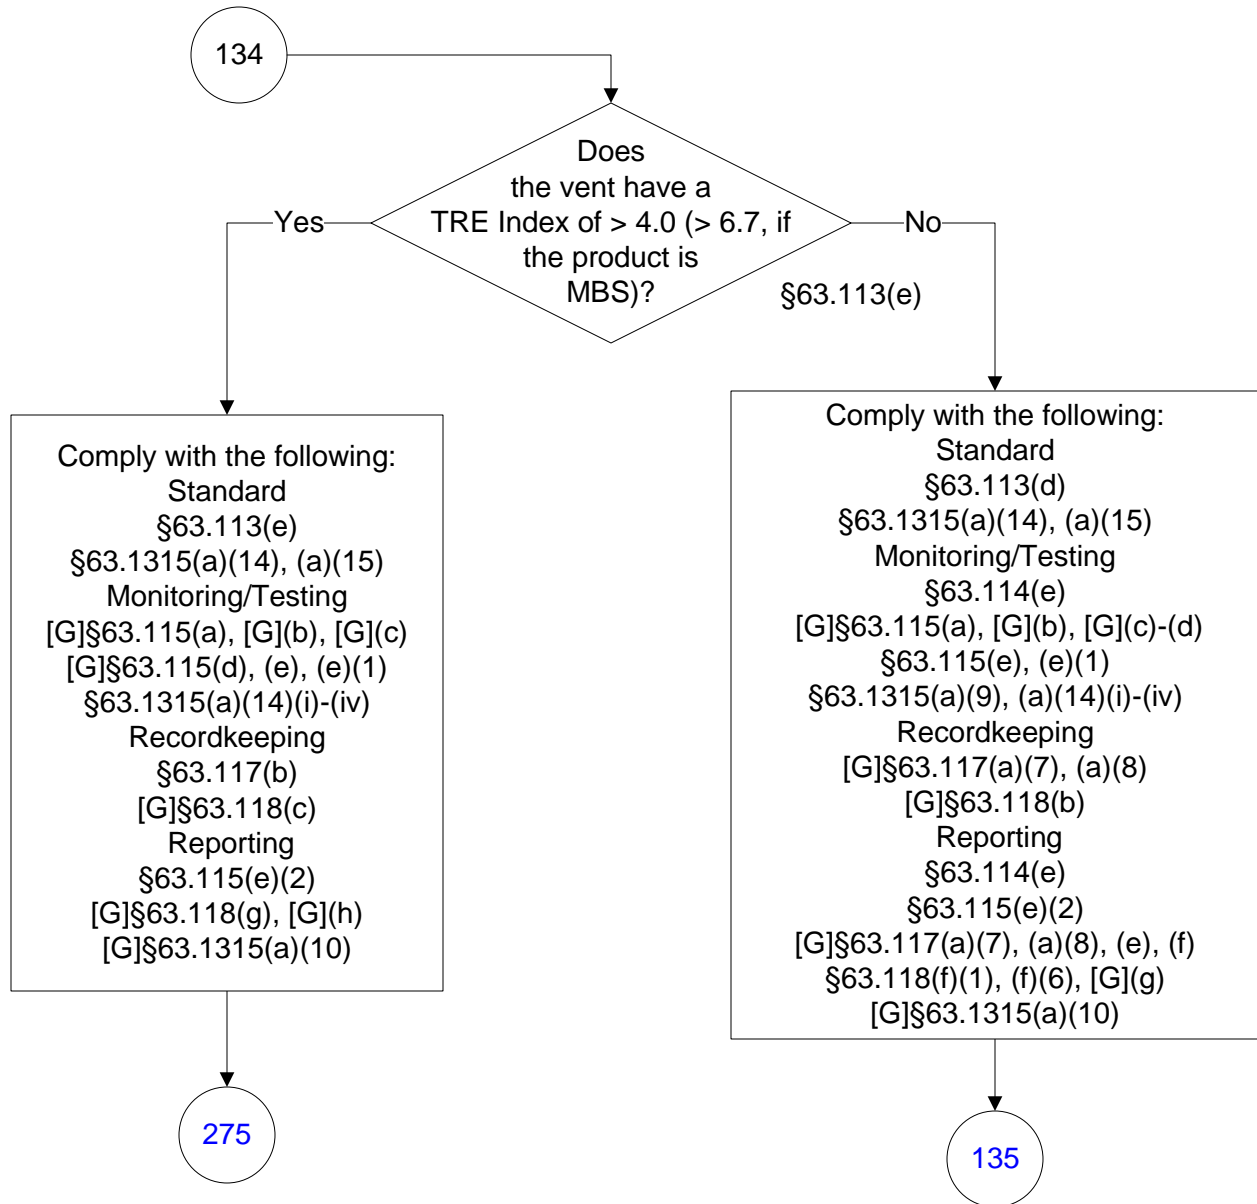 134
Does
the vent have a
TRE Index of > 4.0 (> 6.7, if
the product is
MBS)?
Yes
No
§63.113(e)
Comply with the following:
Standard
§63.113(e)
§63.1315(a)(14), (a)(15)
Monitoring/Testing
[G]§63.115(a), [G](b), [G](c)
[G]§63.115(d), (e), (e)(1)
§63.1315(a)(14)(i)-(iv)
Recordkeeping
§63.117(b)
[G]§63.118(c)
Reporting
§63.115(e)(2)
[G]§63.118(g), [G](h)
[G]§63.1315(a)(10)
275
Comply with the following:
Standard
§63.113(d)
§63.1315(a)(14), (a)(15)
Monitoring/Testing
§63.114(e)
[G]§63.115(a), [G](b), [G](c)-(d)
§63.115(e), (e)(1)
§63.1315(a)(9), (a)(14)(i)-(iv)
Recordkeeping
[G]§63.117(a)(7), (a)(8)
[G]§63.118(b)
Reporting
§63.114(e)
§63.115(e)(2)
[G]§63.117(a)(7), (a)(8), (e), (f)
§63.118(f)(1), (f)(6), [G](g)
[G]§63.1315(a)(10)
135